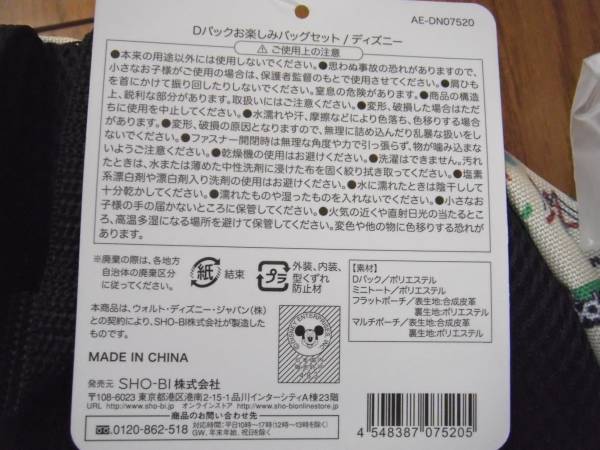 AE-DN07520
Dパックお楽しみバッグセット/ディズニー
⚠ ご使用上の注意
●本来の用途以外には使用しないでください。●思わぬ事故の恐れがありますので、
小さなお子様がご使用の場合は、保護者監督のもとで使用させてください。●肩ひも
を首にかけて振り回したりしないでください。窒息の危険があります。●商品の構造
上、鋭利な部分があります。取扱いにはご注意ください。●変形、破損した場合はただ
ちに使用を中止してください。●水濡れや汗、摩擦などにより色落ち、色移りする場合
があります。●変形、破損の原因となりますので、無理に詰め込んだり乱暴な扱いをし
ないでください。●ファスナー開閉時は無理な角度や力で引っ張らず、物が噛み込まな
いようご注意ください。●乾燥機の使用はお避けください。●洗濯はできません。汚れ
たときは、水または薄めた中性洗剤に浸けた布を固く絞り拭き取ってください。●塩素
系漂白剤や漂白剤入り洗剤の使用はお避けください。●水に濡れたときは陰干しして
十分乾かしてください。●濡れたものや湿ったものを入れないでください。●小さなお
子様の手の届かないところに保管してください。●火気の近くや直射日光の当たるとこ
ろ、高温多湿になる場所を避けて保管してください。変色や他の物に色移りする恐れが
あります。
※廃棄の際は、各地方
自治体の廃棄区分
に従ってください。
紙 結束
プラ 外装、内装、
型くずれ
防止材
【素材】
Dパック/ポリエステル
ミニトート/ポリエステル
フラットポーチ/表生地:合成皮革
裏生地:ポリエステル
マルチポーチ/表生地:合成皮革
裏生地:ポリエステル
本商品は、ウォルト・ディズニー・ジャパン(株)
との契約により、SHO-BI株式会社が製造した
ものです。
MADE IN CHINA
発売元 SHO-BI株式会社
〒108-6023 東京都港区港南2-15-1 品川インターシティA棟23階
URL http://www.sho-bi.jp オンラインストア http://www.sho-bionlinestore.jp
商品のお問い合わせ先
0120-862-518 お電話受付時間:平日10時〜17時(12時〜13時を除く)
GW、年末年始、祝日を除く
4 548387 075205